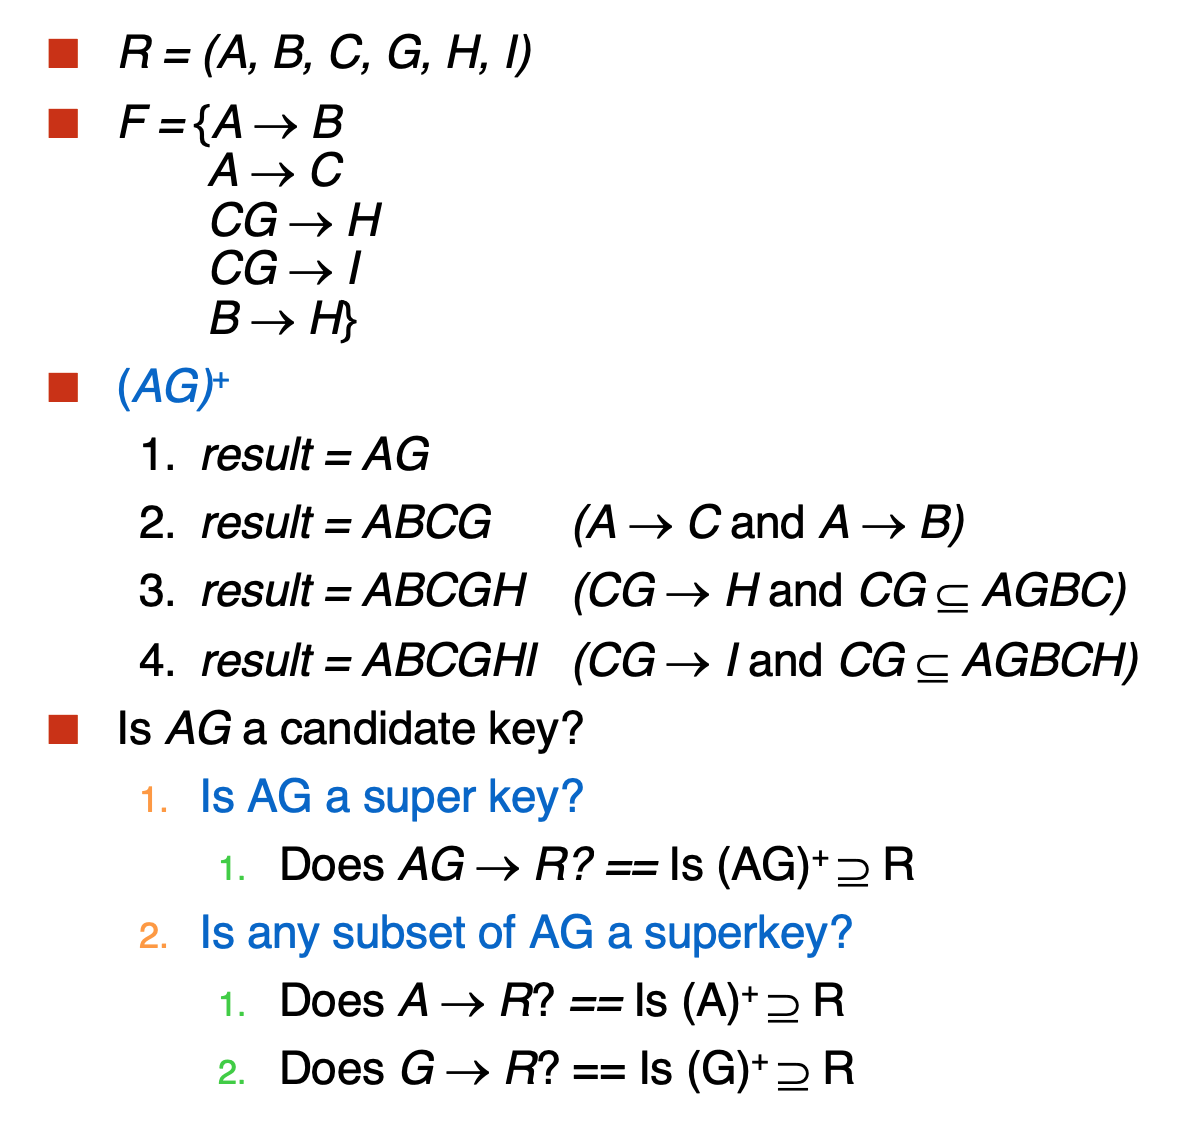 R = (A, B, C, G, H, I)
F = {A → B
A → C
CG → H
CG → I
B → H}
(AG)+
1. result = AG
2. result = ABCG (A → C and A → B)
3. result = ABCGH (CG → H and CG ⊆ AGBC)
4. result = ABCGHI (CG → I and CG ⊆ AGBCH)
Is AG a candidate key?
1. Is AG a super key?
1. Does AG → R? == Is (AG)+ ⊇ R
2. Is any subset of AG a superkey?
1. Does A → R? == Is (A)+ ⊇ R
2. Does G → R? == Is (G)+ ⊇ R